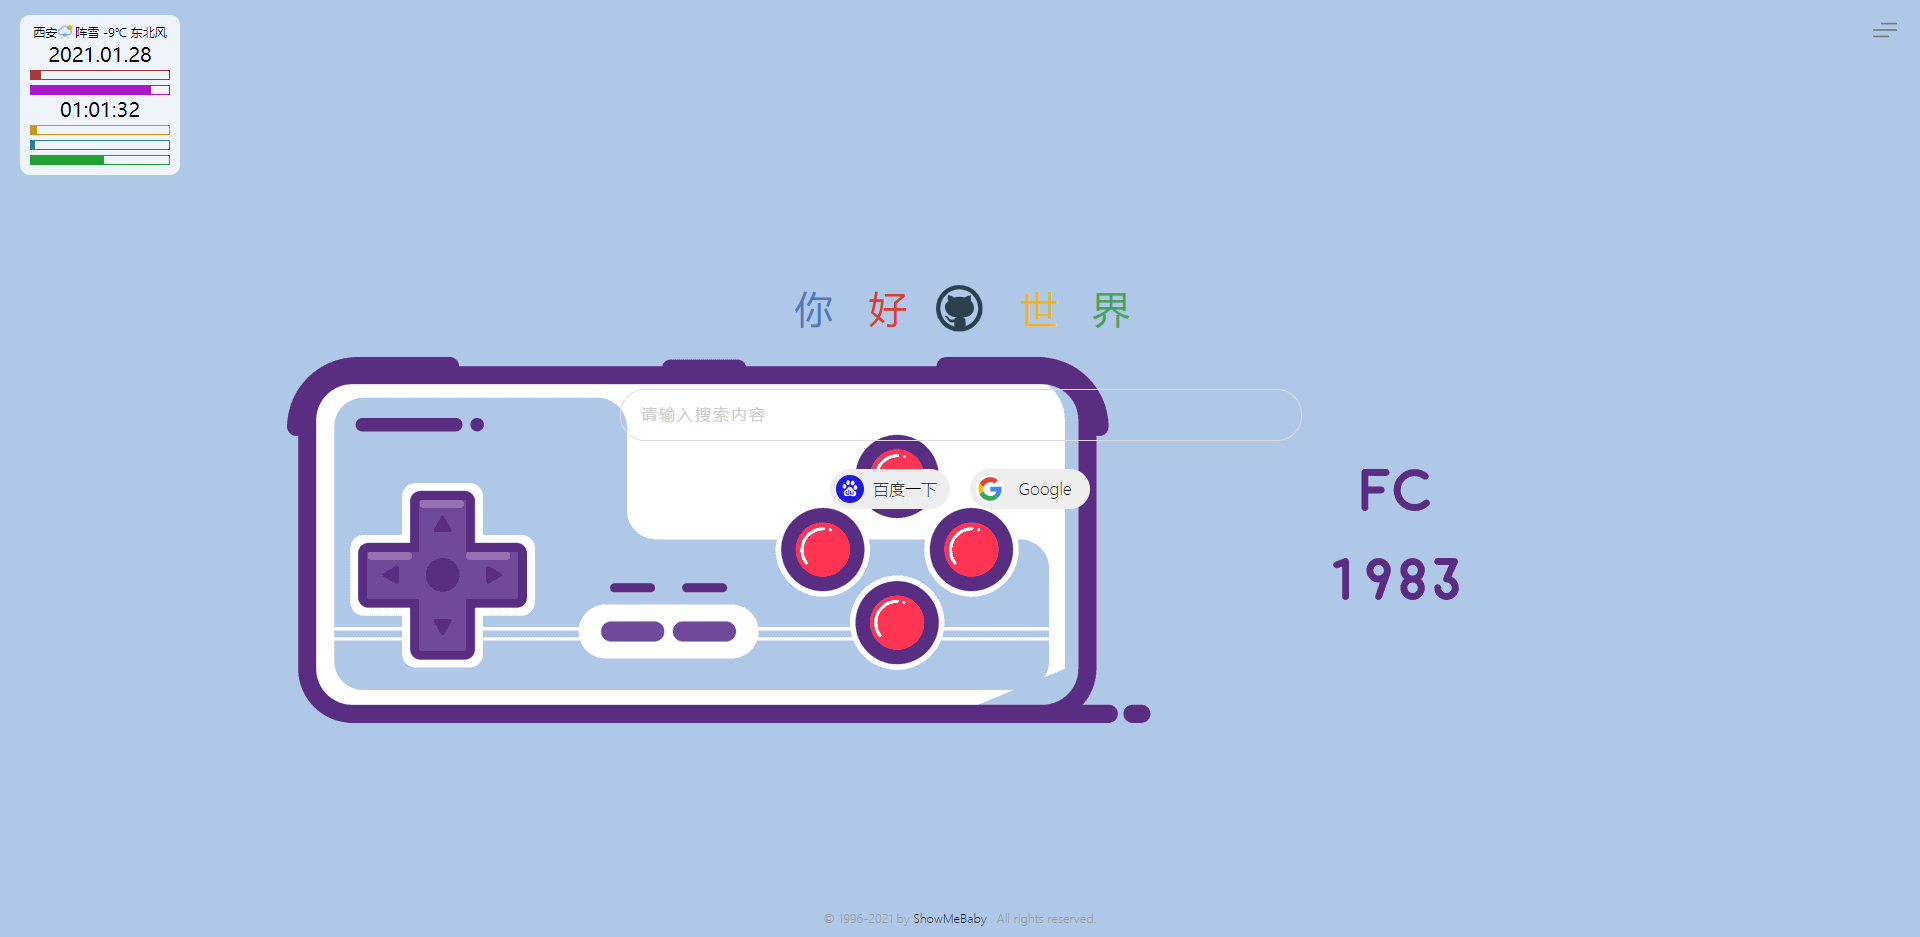 西安 阵雪 -9℃ 东北风
2021.01.28
01:01:32
你 好 世 界
请输入搜索内容
百度一下
Google
FC
1983
© 1996-2021 by ShowMeBaby . All rights reserved.